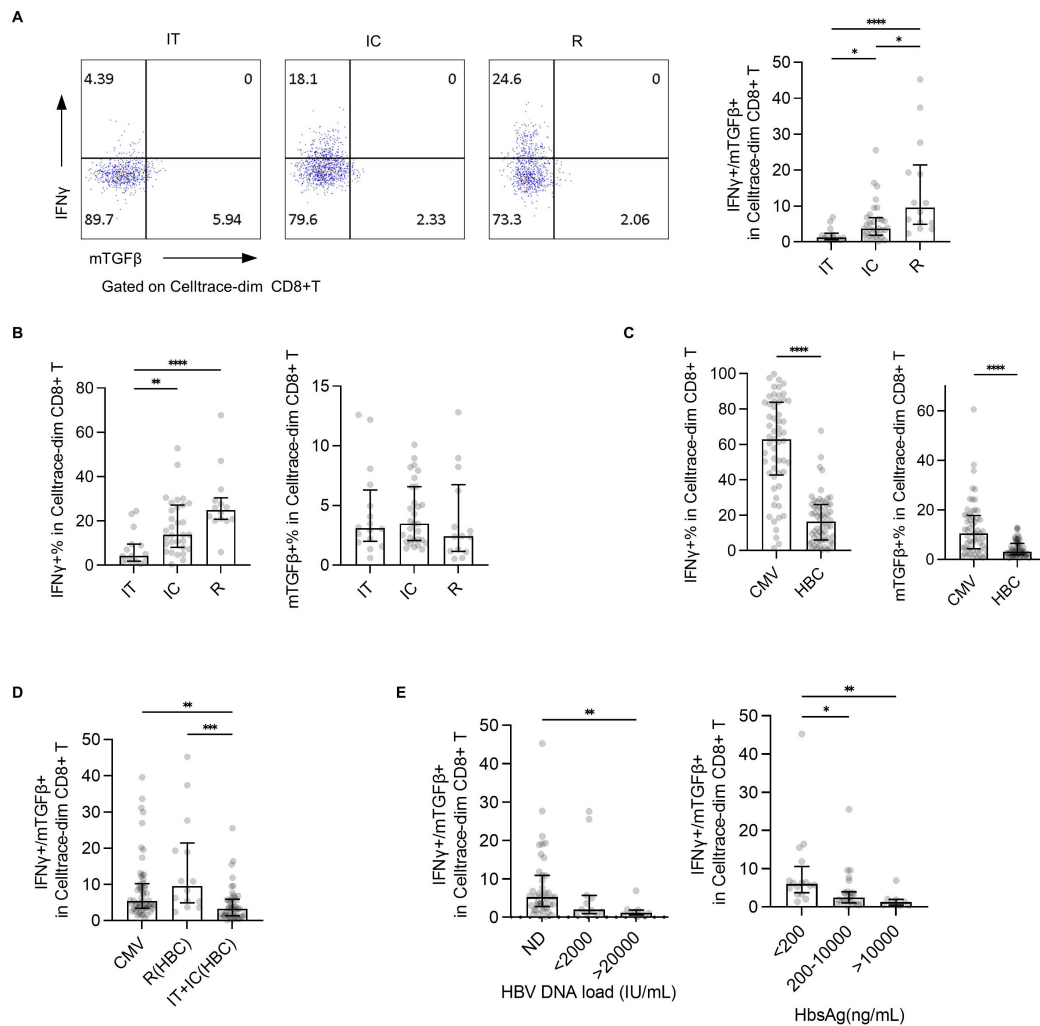 A
IT
IC
R
4.39
0
18.1
0
24.6
0
89.7
5.94
79.6
2.33
73.3
2.06
IFNγ
mTGFβ
Gated on Celltrace-dim CD8+T
IFNγ+/mTGFβ+
in Celltrace-dim CD8+ T
****
*
*
50
40
30
20
10
0
IT
IC
R
B
IFNγ+% in Celltrace-dim CD8+ T
****
**
80
60
40
20
0
IT
IC
R
mTGFβ+% in Celltrace-dim CD8+ T
15
10
5
0
IT
IC
R
C
IFNγ+% in Celltrace-dim CD8+ T
****
100
80
60
40
20
0
CMV
HBC
mTGFβ+% in Celltrace-dim CD8+ T
****
60
40
20
0
CMV
HBC
D
IFNγ+/mTGFβ+
in Celltrace-dim CD8+ T
**
***
50
40
30
20
10
0
CMV
R(HBC)
IT+IC(HBC)
E
IFNγ+/mTGFβ+
in Celltrace-dim CD8+ T
**
50
40
30
20
10
0
ND
<2000
>20000
HBV DNA load (IU/mL)
IFNγ+/mTGFβ+
in Celltrace-dim CD8+ T
**
*
50
40
30
20
10
0
<200
200-10000
>10000
HbsAg(ng/mL)